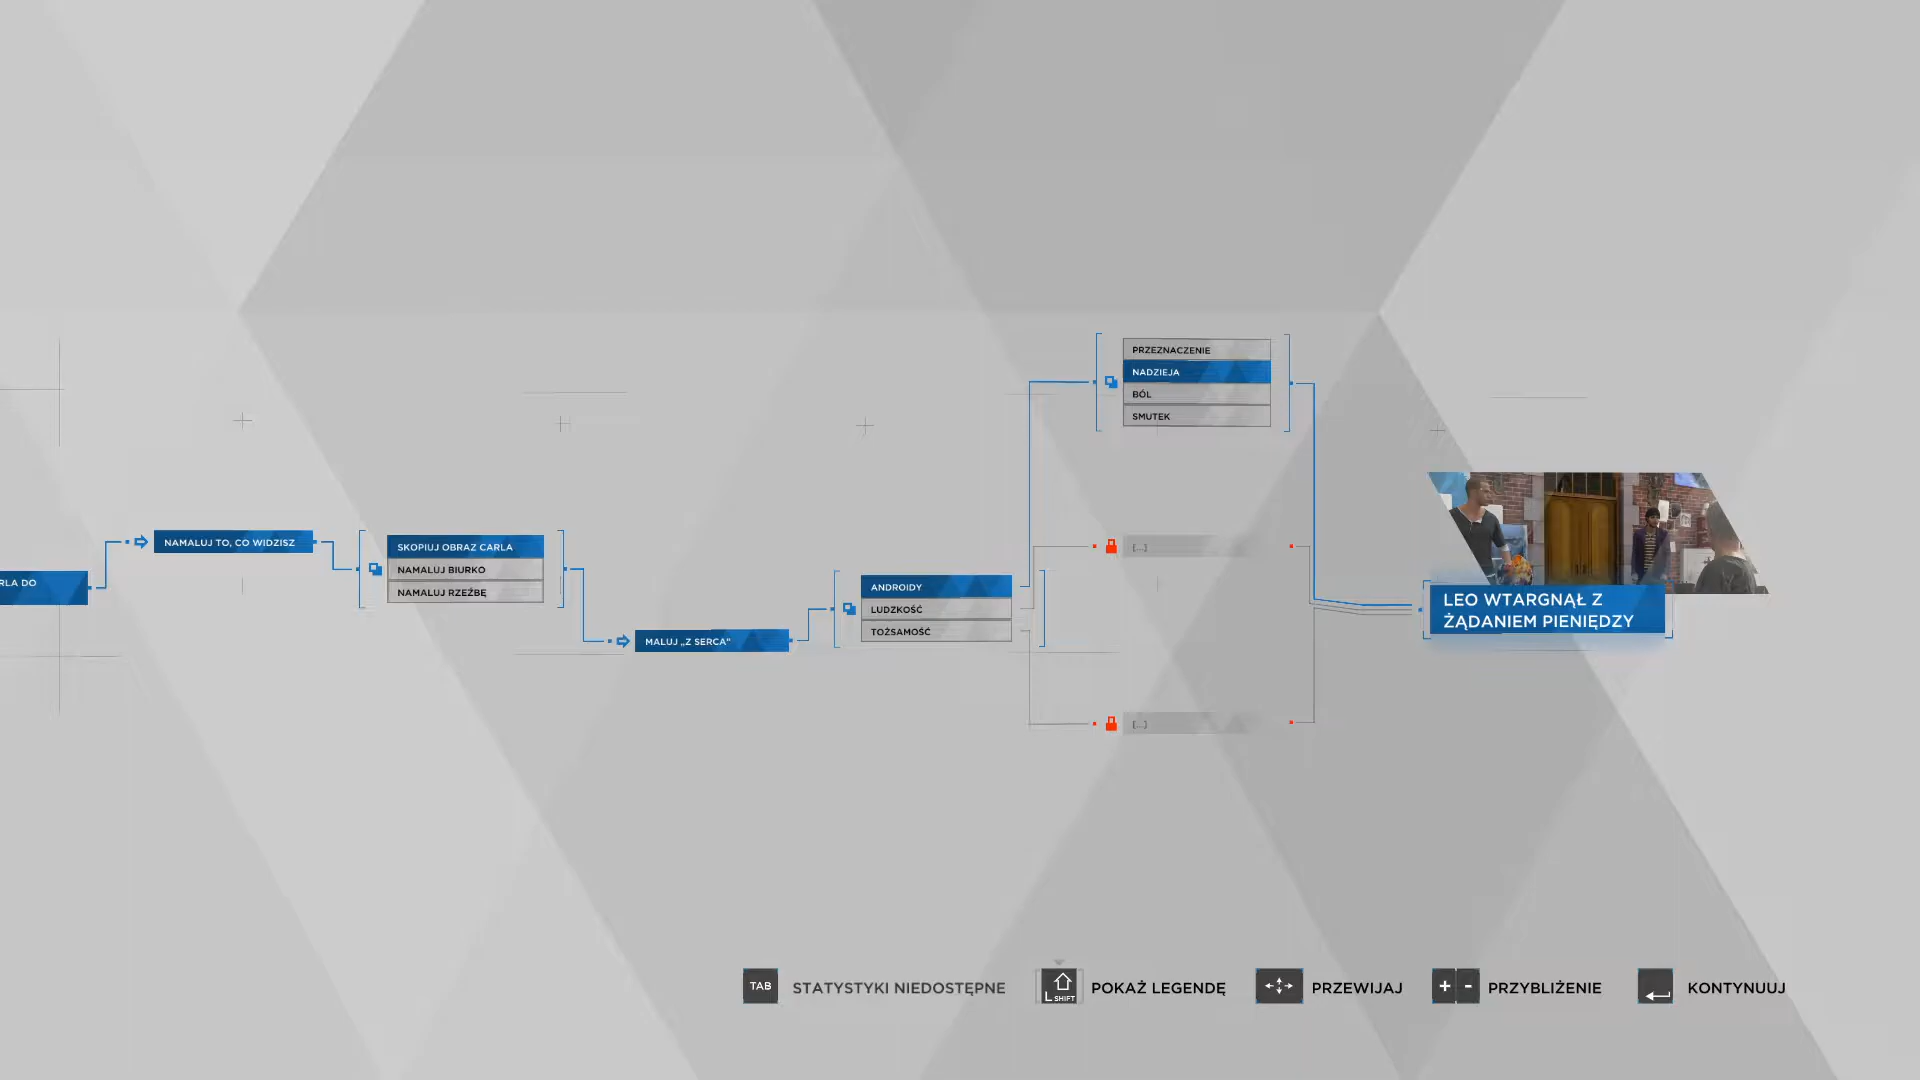 RLA DO
NAMALUJ TO, CO WIDZISZ
SKOPIUJ OBRAZ CARLA
NAMALUJ BIURKO
NAMALUJ RZEŹBĘ
MALUJ „Z SERCA”
ANDROIDY
LUDZKOŚĆ
TOŻSAMOŚĆ
PRZEZNACZENIE
NADZIEJA
BÓL
SMUTEK
[...]
[...]
LEO WTARGNĄŁ Z
ŻĄDANIEM PIENIĘDZY
TAB STATYSTYKI NIEDOSTĘPNE L SHIFT POKAŻ LEGENDĘ PRZEWIJAJ + - PRZYBLIŻENIE KONTYNUUJ